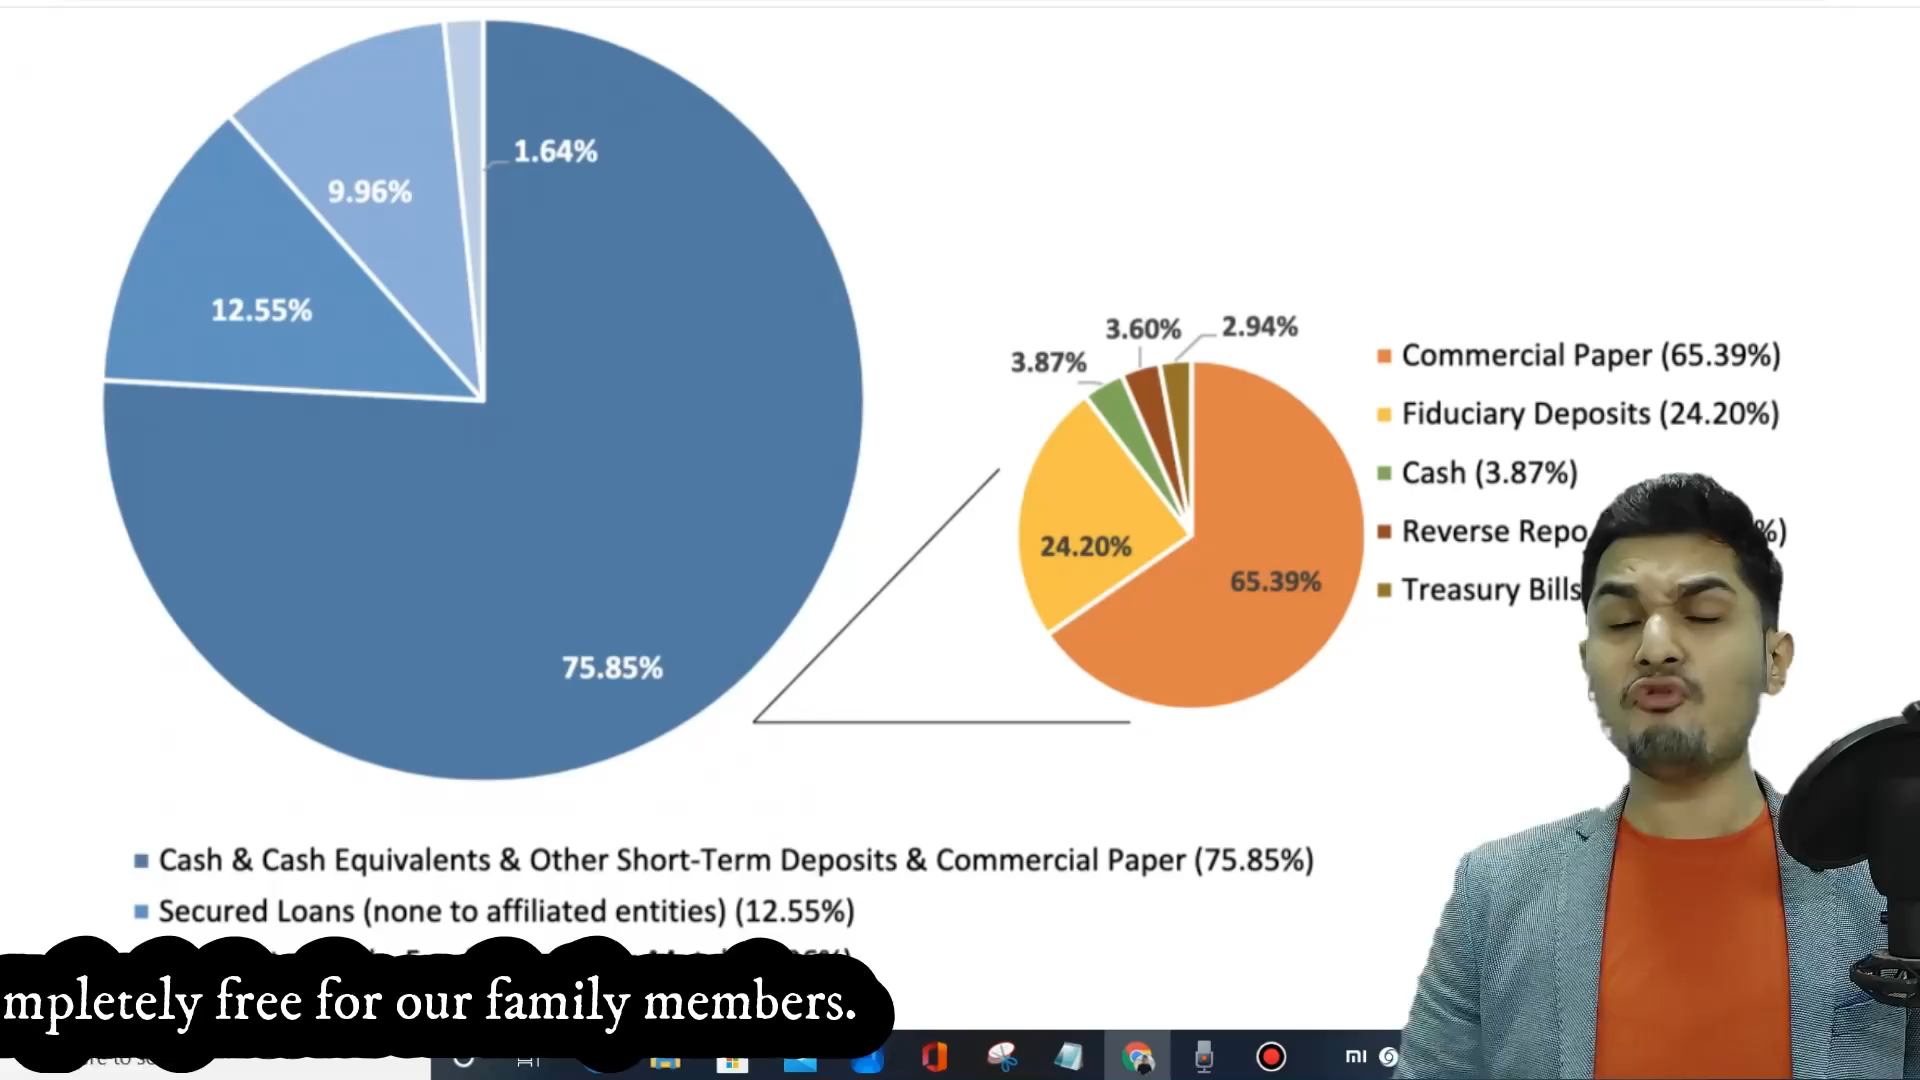 1.64%
9.96%
12.55%
75.85%
3.60%
2.94%
3.87%
24.20%
65.39%
Commercial Paper (65.39%)
Fiduciary Deposits (24.20%)
Cash (3.87%)
Reverse Repo %)
Treasury Bills
Cash & Cash Equivalents & Other Short-Term Deposits & Commercial Paper (75.85%)
Secured Loans (none to affiliated entities) (12.55%)
mpletely free for our family members.
mi